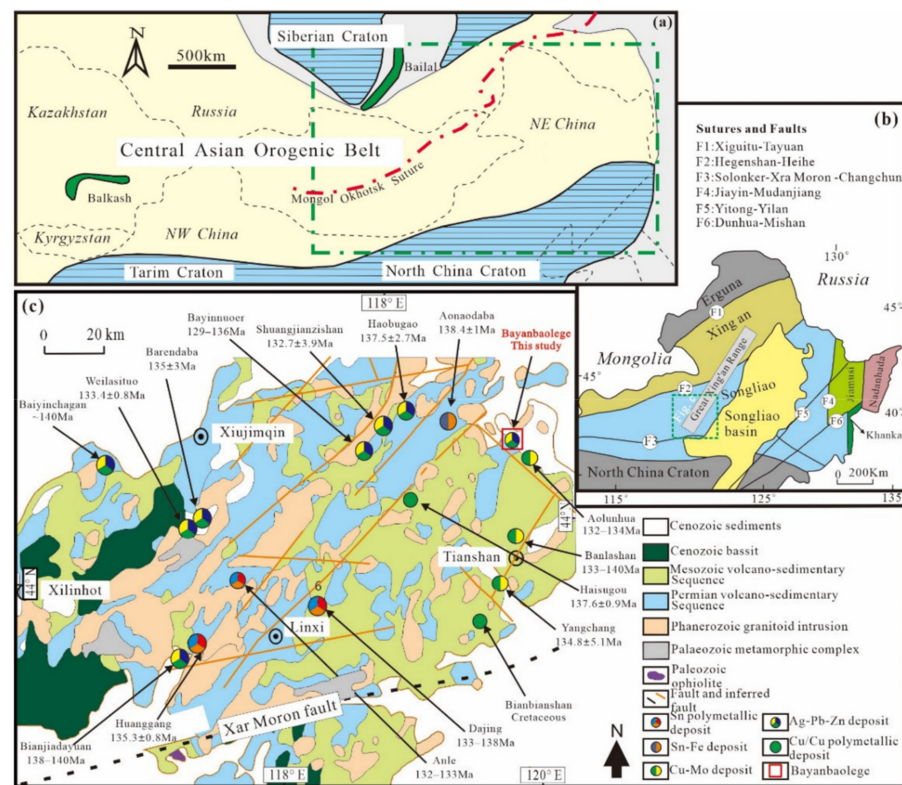 (a)
Siberian Craton
N
500km
Bailal
Kazakhstan
Russia
NE China
Central Asian Orogenic Belt
Mongol Okhotsk Suture
Balkash
Kyrgyzstan
NW China
Tarim Craton
North China Craton
(b)
Sutures and Faults
F1:Xiguitu-Tayuan
F2:Hegenshan-Heihe
F3:Solonker-Xra Moron -Changchun
F4:Jiayin-Mudanjiang
F5:Yitong-Yilan
F6:Dunhua-Mishan
130°
Russia
Erguna
45°
F1
Xing'an
Mongolia
45°
F2
Great Xing'an Range
Songliao
Songliao
basin
Jiamusi
Nadanhada
F4
F5
F6
40°
Khanka
F3
North China Craton
200Km
115°
125°
135°
(c)
0 20 km
118° E
Bayinnuoer
129–136Ma
Shuangjianzishan
132.7±3.9Ma
Haobugao
137.5±2.7Ma
Aonaodaba
138.4±1Ma
Bayanbaolege
This study
Barendaba
135±3Ma
Weilasituo
133.4±0.8Ma
Baiyinchagan
~140Ma
Xiujimqin
44°N
Aolunhua
132–134Ma
Tianshan
Banlashan
133–140Ma
Xilinhot
44°N
Haisugou
137.6±0.9Ma
6
Linxi
Yangchang
134.8±5.1Ma
Xar Moron fault
Bianbianshan
Cretaceous
Huanggang
135.3±0.8Ma
Dajing
133–138Ma
Bianjiadayuan
138–140Ma
Anle
132–133Ma
118° E
120° E
N
Cenozoic sediments
Cenozoic bassit
Mesozoic volcano-sedimentary
Sequence
Permian volcano-sedimentary
Sequence
Phanerozoic granitoid intrusion
Palaeozoic metamorphic complex
Paleozoic
ophiolite
Fault and inferred
fault
Sn polymetallic
deposit
Ag-Pb-Zn deposit
Sn-Fe deposit
Cu/Cu polymetallic
deposit
Cu-Mo deposit
Bayanbaolege